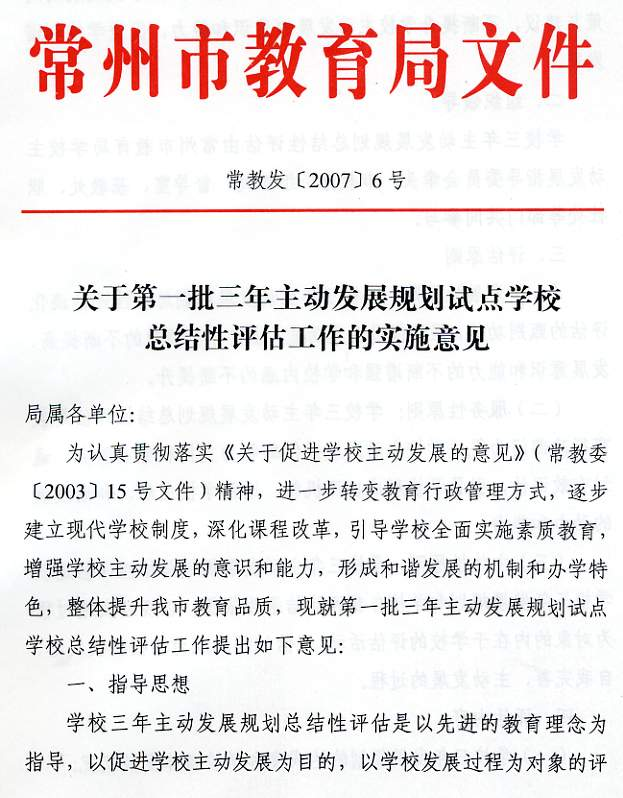 常州市教育局文件
常教发〔2007〕6号
关于第一批三年主动发展规划试点学校
总结性评估工作的实施意见
局属各单位：
为认真贯彻落实《关于促进学校主动发展的意见》（常教委
〔2003〕15号文件）精神，进一步转变教育行政管理方式，逐步
建立现代学校制度，深化课程改革，引导学校全面实施素质教育，
增强学校主动发展的意识和能力，形成和谐发展的机制和办学特
色，整体提升我市教育品质，现就第一批三年主动发展规划试点
学校总结性评估工作提出如下意见：
一、指导思想
学校三年主动发展规划总结性评估是以先进的教育理念为
指导，以促进学校主动发展为目的，以学校发展过程为对象的评